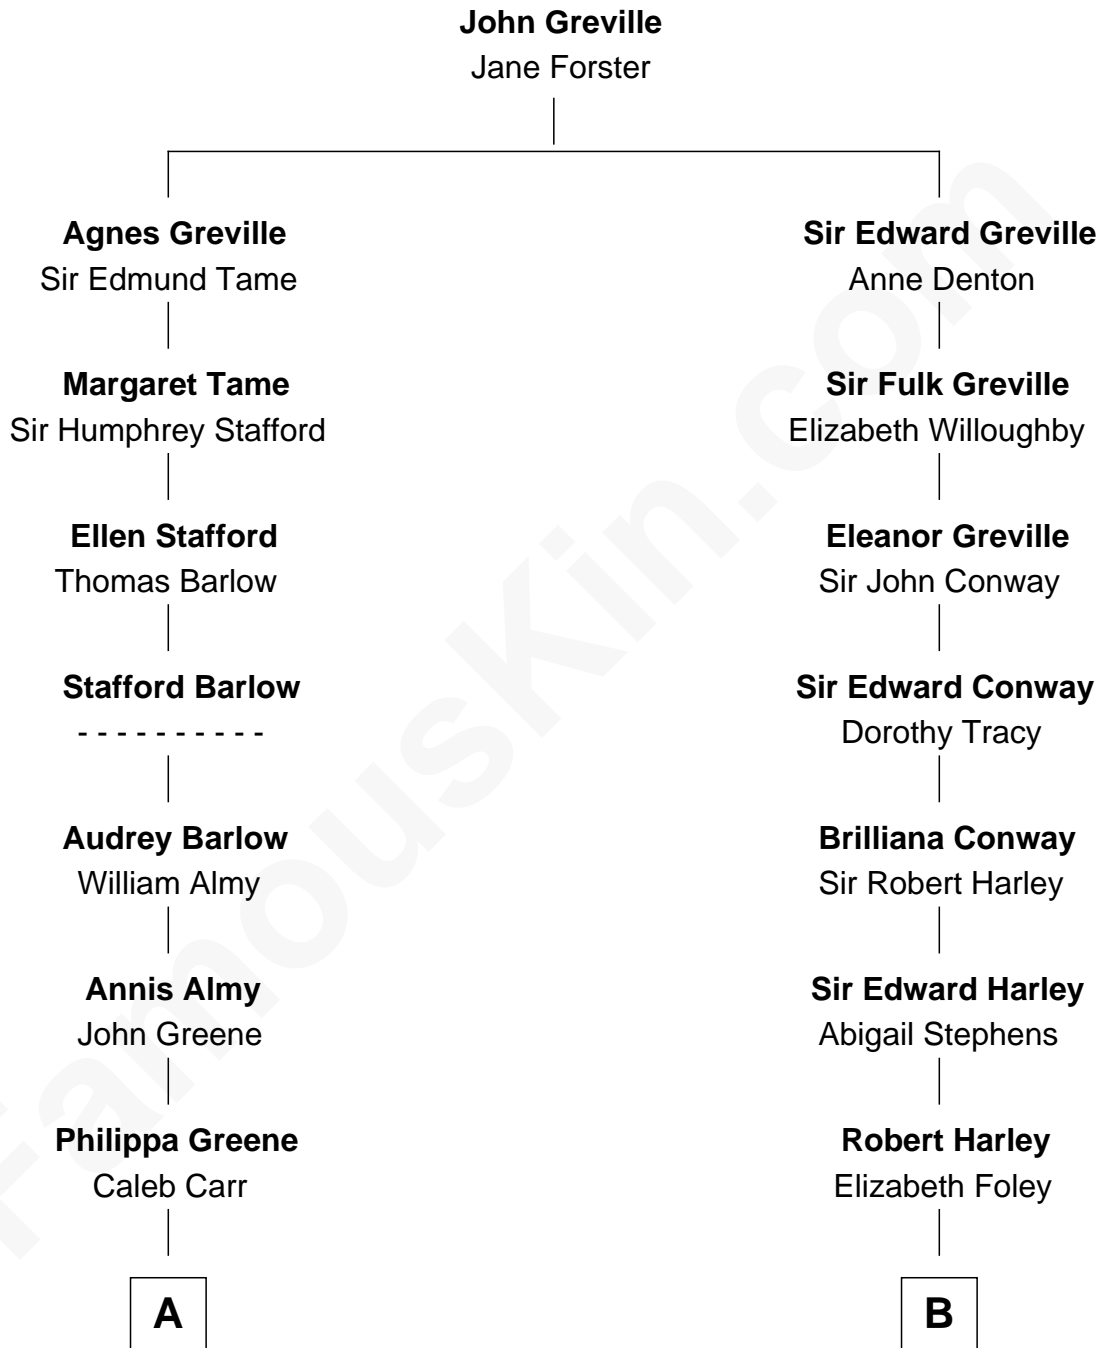 John Greville
Jane Forster
Agnes Greville
Sir Edmund Tame
Margaret Tame
Sir Humphrey Stafford
Ellen Stafford
Thomas Barlow
Stafford Barlow
- - - - - - - - - -
Audrey Barlow
William Almy
Annis Almy
John Greene
Philippa Greene
Caleb Carr
A
Sir Edward Greville
Anne Denton
Sir Fulk Greville
Elizabeth Willoughby
Eleanor Greville
Sir John Conway
Sir Edward Conway
Dorothy Tracy
Brilliana Conway
Sir Robert Harley
Sir Edward Harley
Abigail Stephens
Robert Harley
Elizabeth Foley
B
FamousKin.com